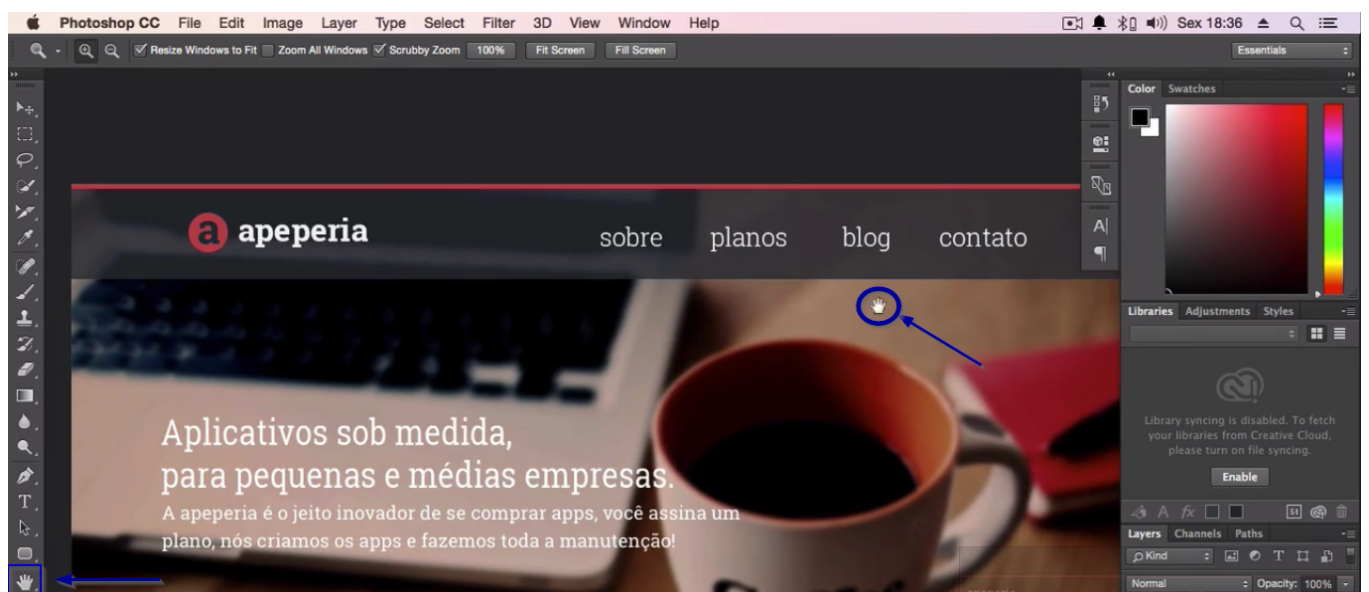 Photoshop CC File Edit Image Layer Type Select Filter 3D View Window Help Sex 18:36
Resize Windows to Fit Zoom All Windows Scrubby Zoom 100% Fit Screen Fill Screen Essentials
Color Swatches
a apeperia sobre planos blog contato
A
Libraries Adjustments Styles
Library syncing is disabled. To fetch
your libraries from Creative Cloud,
please turn on file syncing.
Enable
Aplicativos sob medida,
para pequenas e médias empresas.
A apeperia é o jeito inovador de se comprar apps, você assina um
plano, nós criamos os apps e fazemos toda a manutenção!
A fx
Layers Channels Paths
Kind T
Normal Opacity: 100%
T